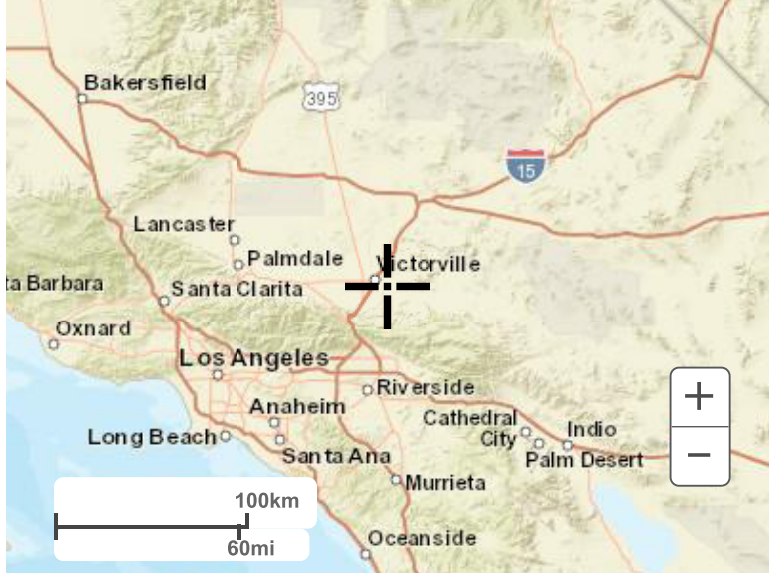 Bakersfield
395
15
Lancaster
Palmdale
Victorville
ta Barbara
Santa Clarita
Oxnard
Los Angeles
Riverside
+
Anaheim
Cathedral
City
Indio
Long Beach
Santa Ana
Palm Desert
−
Murrieta
100km
60mi
Oceanside